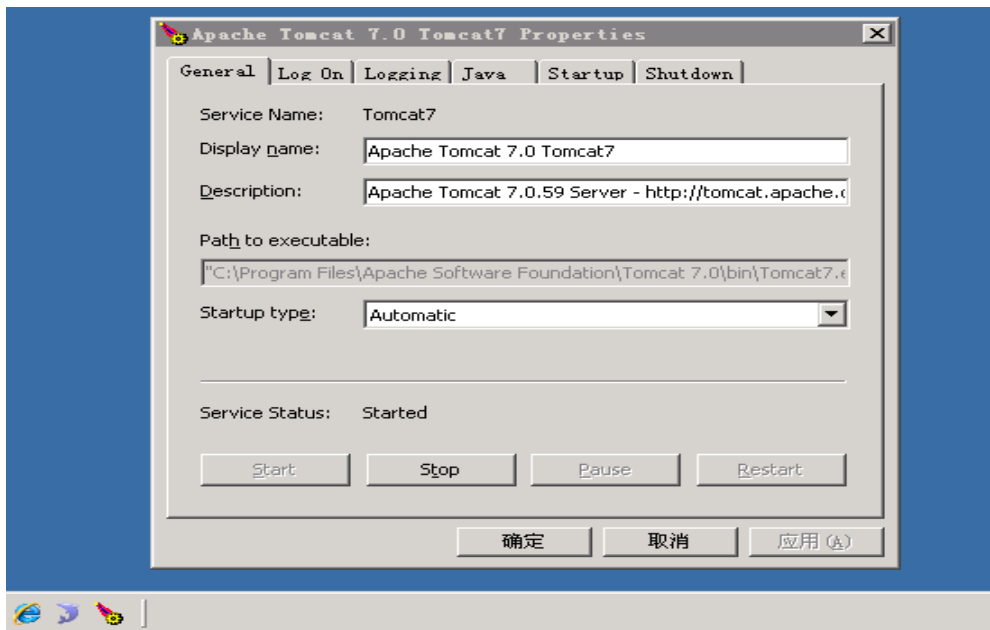 Apache Tomcat 7.0 Tomcat7 Properties
General Log On Logging Java Startup Shutdown
Service Name: Tomcat7
Display name: Apache Tomcat 7.0 Tomcat7
Description: Apache Tomcat 7.0.59 Server - http://tomcat.apache.
Path to executable:
"C:\Program Files\Apache Software Foundation\Tomcat 7.0\bin\Tomcat7.
Startup type: Automatic
Service Status: Started
Start Stop Pause Restart
确定 取消 应用(A)